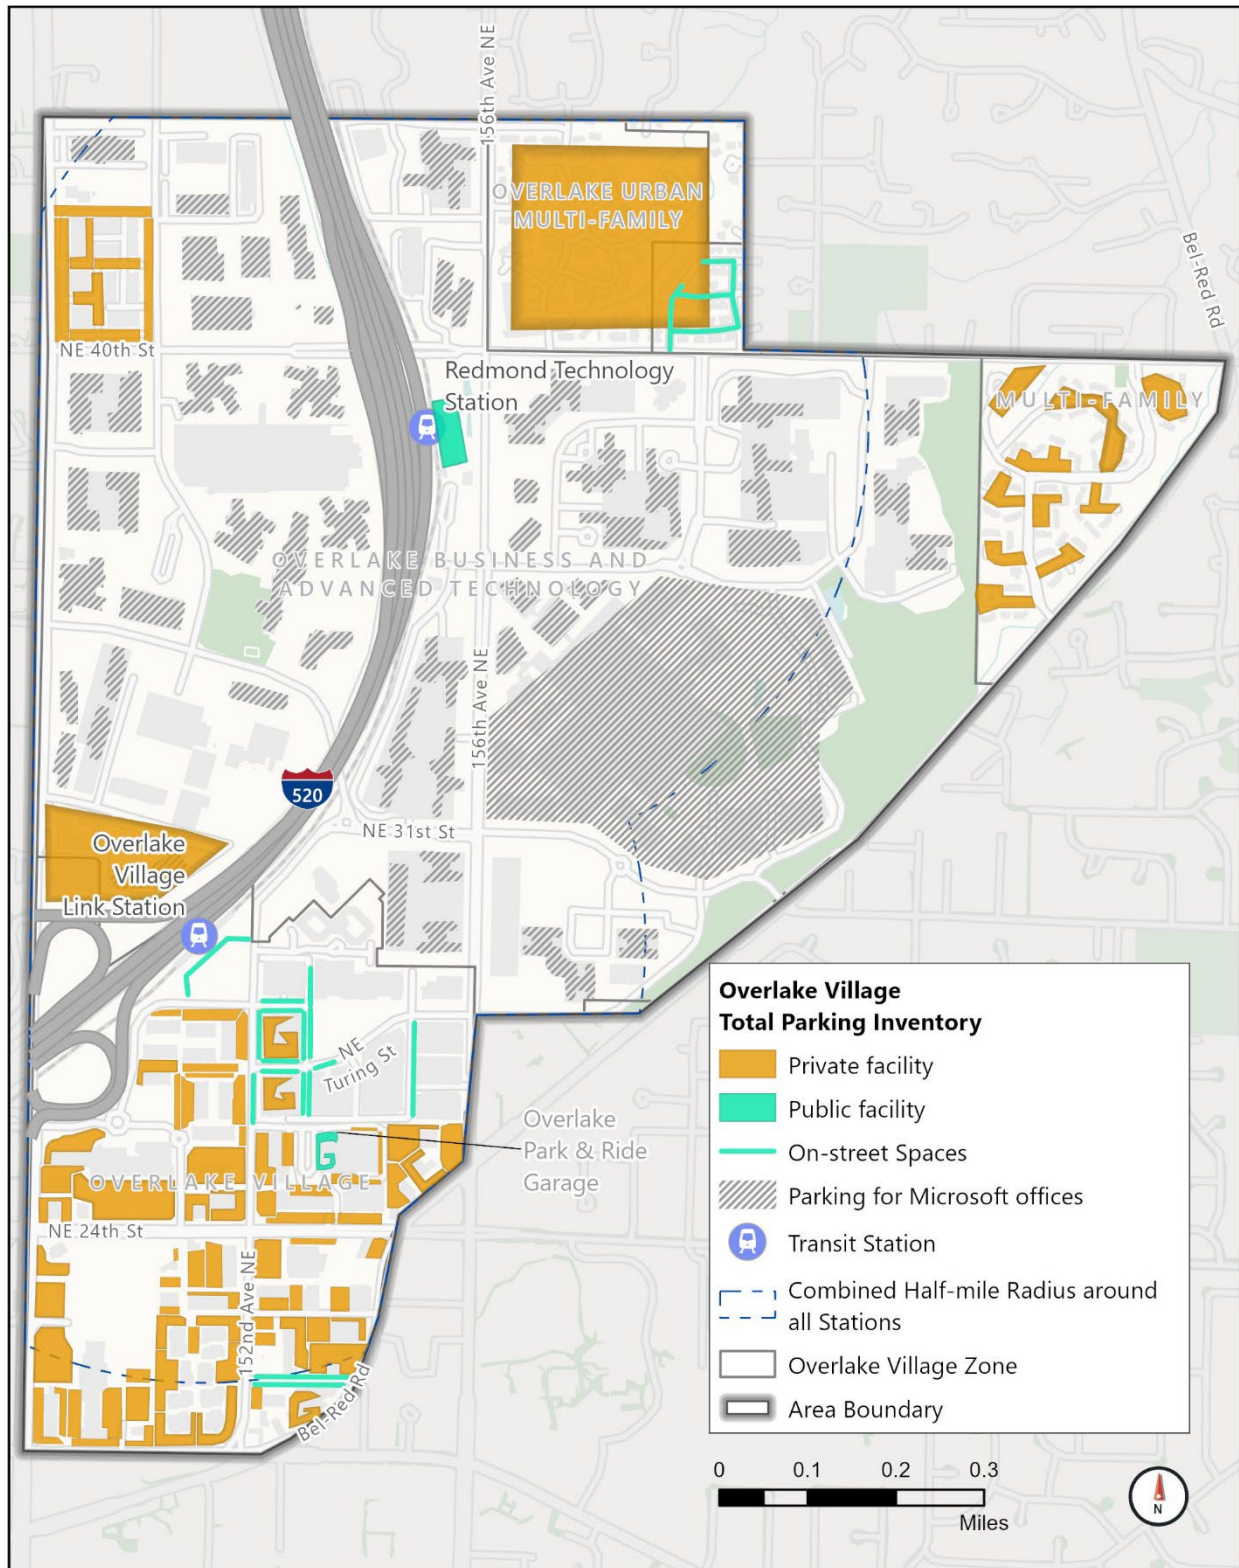 156th Ave NE
OVERLAKE URBAN
MULTI-FAMILY
Bel-Red Rd
NE 40th St
Redmond Technology
Station
MULTI-FAMILY
OVERLAKE BUSINESS AND
ADVANCED TECHNOLOGY
156th Ave NE
520
NE 31st St
Overlake
Village
Link Station
G
NE
Turing St
G
Overlake
Park & Ride
Garage
G
OVERLAKE VILLAGE
NE 24th St
152nd Ave NE
G
Bel-Red Rd
Overlake Village
Total Parking Inventory
Private facility
Public facility
On-street Spaces
Parking for Microsoft offices
Transit Station
Combined Half-mile Radius around
all Stations
Overlake Village Zone
Area Boundary
0 0.1 0.2 0.3
Miles
N